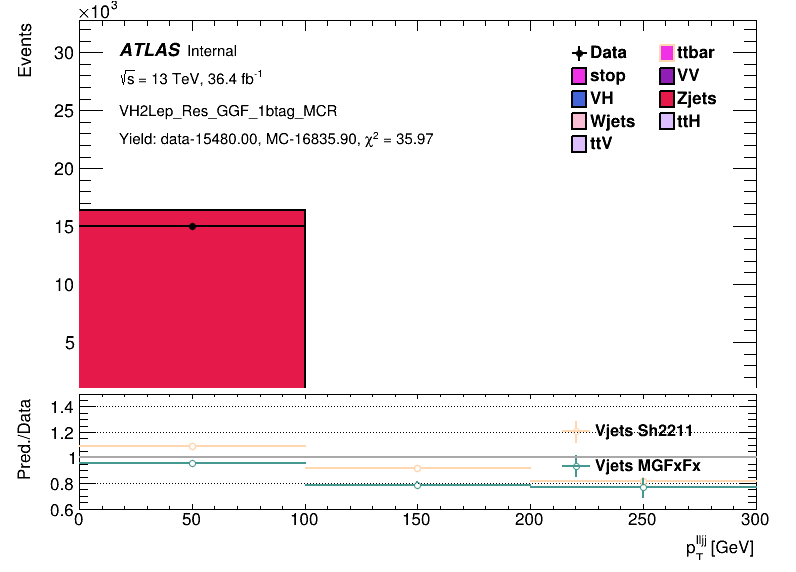 ×10³
Events
30
25
20
15
10
5
ATLAS Internal
√s = 13 TeV, 36.4 fb⁻¹
VH2Lep_Res_GGF_1btag_MCR
Yield: data-15480.00, MC-16835.90, χ² = 35.97
Data ttbar
stop VV
VH Zjets
Wjets ttH
ttV
Pred./Data
1.4
1.2
1
0.8
0.6
Vjets Sh2211
Vjets MGFxFx
0 50 100 150 200 250 300
p_T^lljj [GeV]